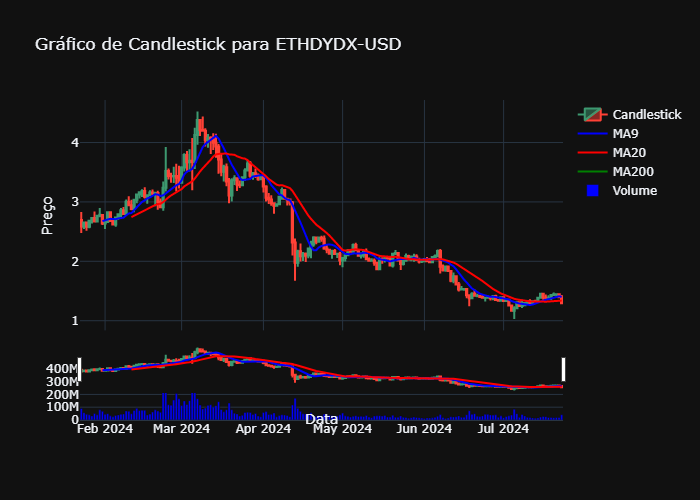 Gráfico de Candlestick para ETHDYDX-USD
Candlestick
MA9
MA20
MA200
Volume
Preço
4
3
2
1
400M
300M
200M
100M
0
Feb 2024
Mar 2024
Apr 2024
May 2024
Jun 2024
Jul 2024
Data